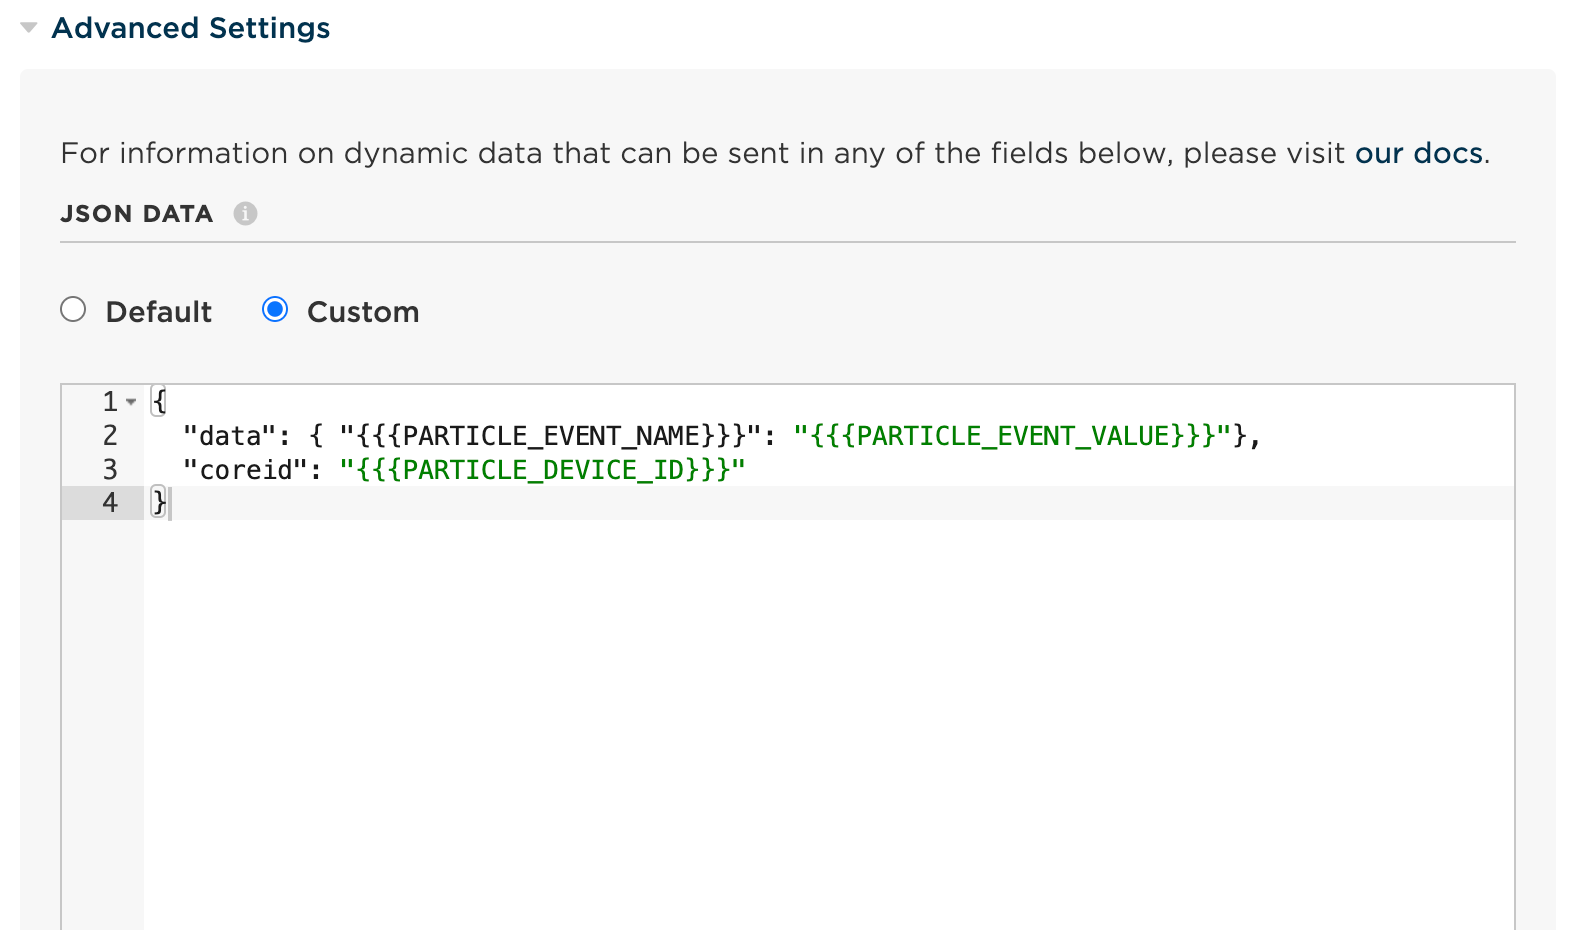 Advanced Settings
For information on dynamic data that can be sent in any of the fields below, please visit our docs.
JSON DATA
Default Custom
1 {
2 "data": { "{{{PARTICLE_EVENT_NAME}}}": "{{{PARTICLE_EVENT_VALUE}}}"},
3 "coreid": "{{{PARTICLE_DEVICE_ID}}}"
4 }